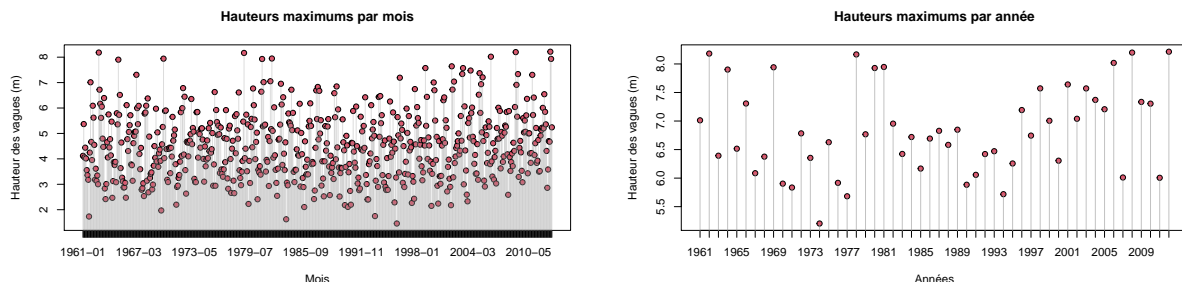 Hauteurs maximums par mois
Hauteur des vagues (m)
8
7
6
5
4
3
2
1961−01 1967−03 1973−05 1979−07 1985−09 1991−11 1998−01 2004−03 2010−05
Mois
Hauteurs maximums par année
Hauteur des vagues (m)
8.0
7.5
7.0
6.5
6.0
5.5
1961 1965 1969 1973 1977 1981 1985 1989 1993 1997 2001 2005 2009
Années